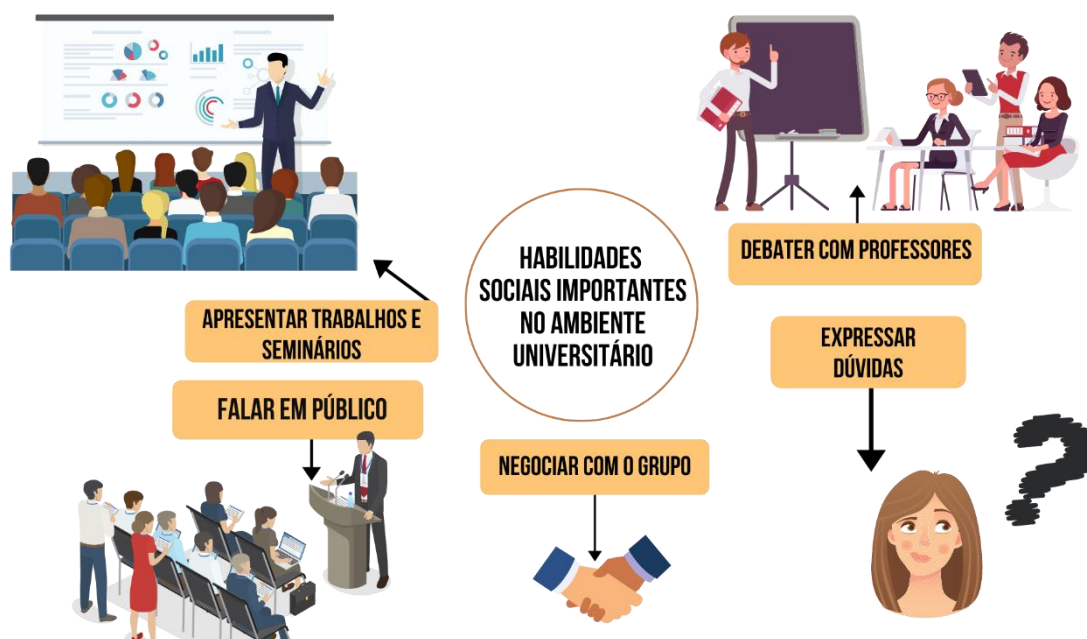 HABILIDADES
SOCIAIS IMPORTANTES
NO AMBIENTE
UNIVERSITÁRIO
APRESENTAR TRABALHOS E
SEMINÁRIOS
FALAR EM PÚBLICO
NEGOCIAR COM O GRUPO
DEBATER COM PROFESSORES
EXPRESSAR
DÚVIDAS
?